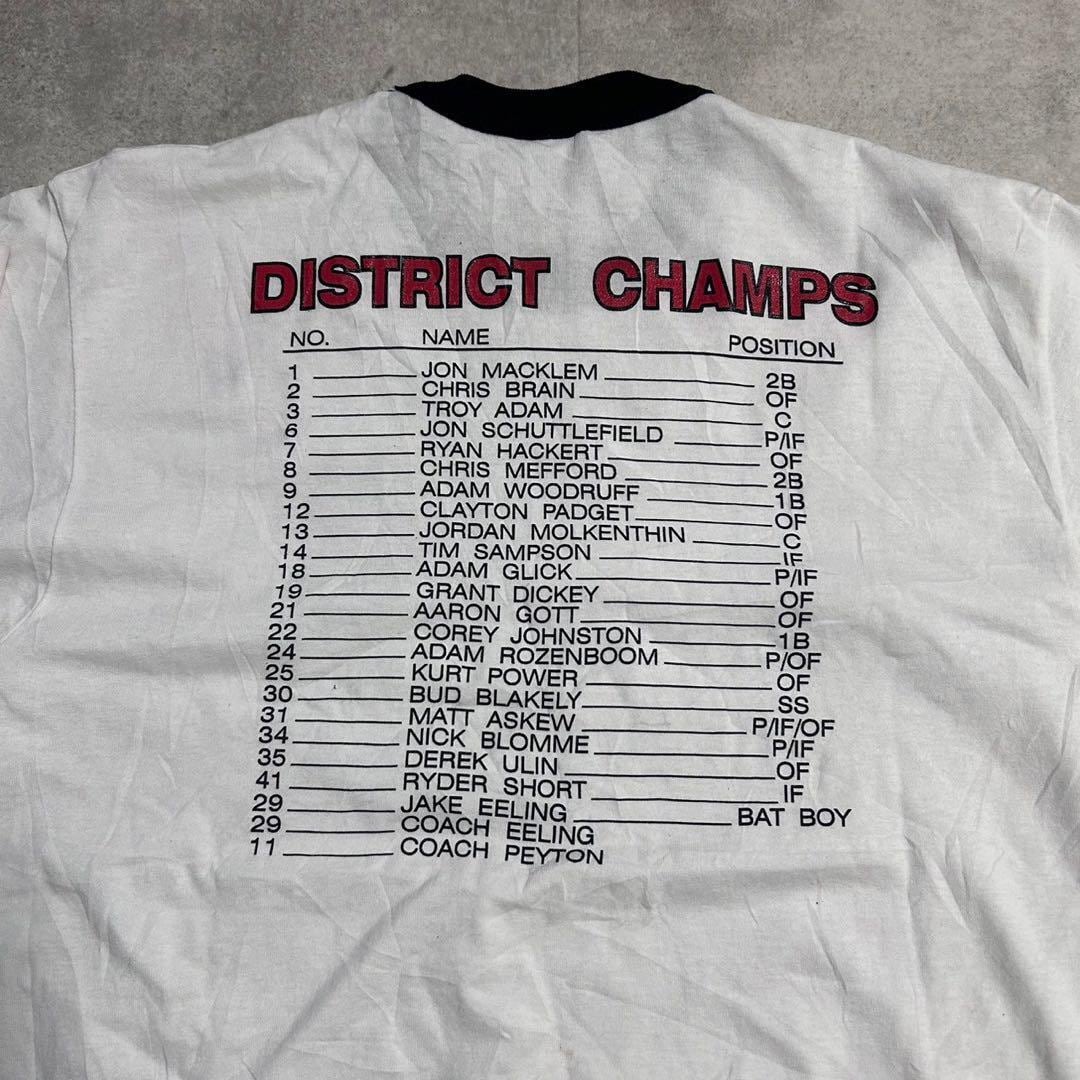 DISTRICT CHAMPS
NO. NAME POSITION
1 JON MACKLEM 2B
2 CHRIS BRAIN OF
3 TROY ADAM C
6 JON SCHUTTLEFIELD P/IF
7 RYAN HACKERT OF
8 CHRIS MEFFORD 2B
9 ADAM WOODRUFF 1B
12 CLAYTON PADGET OF
13 JORDAN MOLKENTHIN C
14 TIM SAMPSON IF
18 ADAM GLICK P/IF
19 GRANT DICKEY OF
21 AARON GOTT OF
22 COREY JOHNSTON 1B
24 ADAM ROZENBOOM P/OF
25 KURT POWER OF
30 BUD BLAKELY SS
31 MATT ASKEW P/IF/OF
34 NICK BLOMME P/IF
35 DEREK ULIN OF
41 RYDER SHORT IF
29 JAKE EELING BAT BOY
29 COACH EELING
11 COACH PEYTON